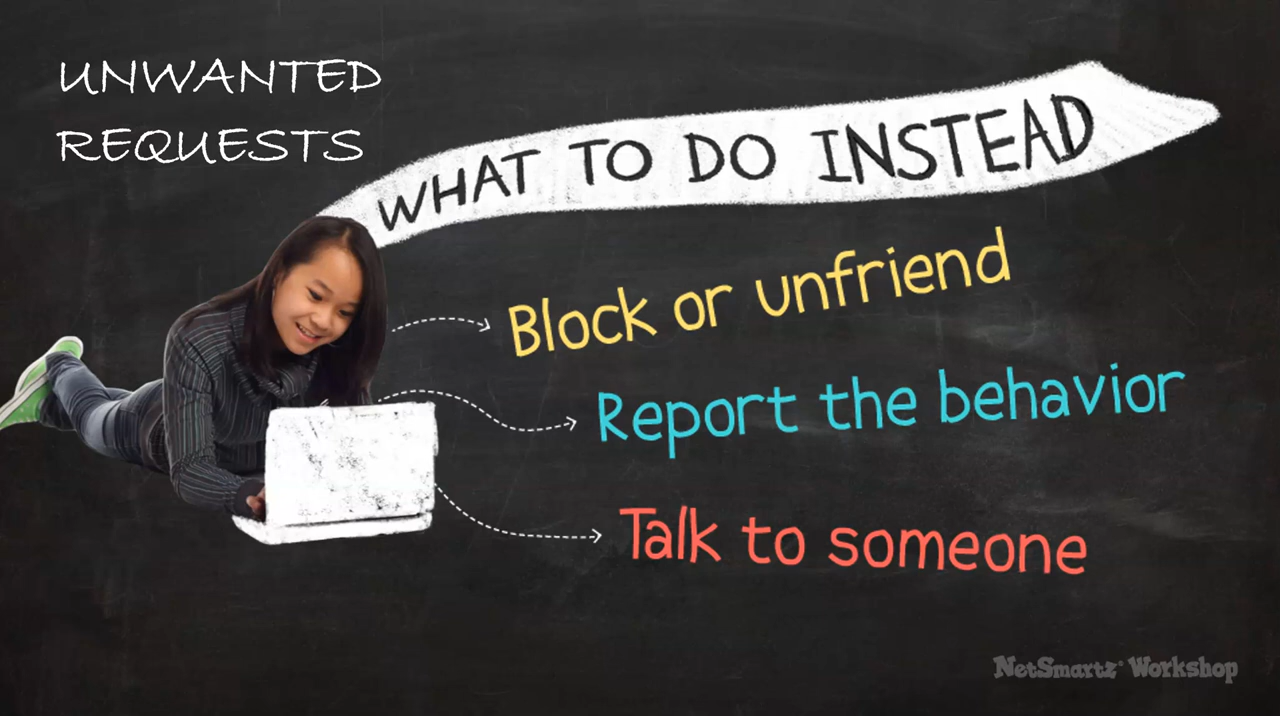 UNWANTED
REQUESTS
WHAT TO DO INSTEAD
Block or unfriend
Report the behavior
Talk to someone
NetSmartz® Workshop